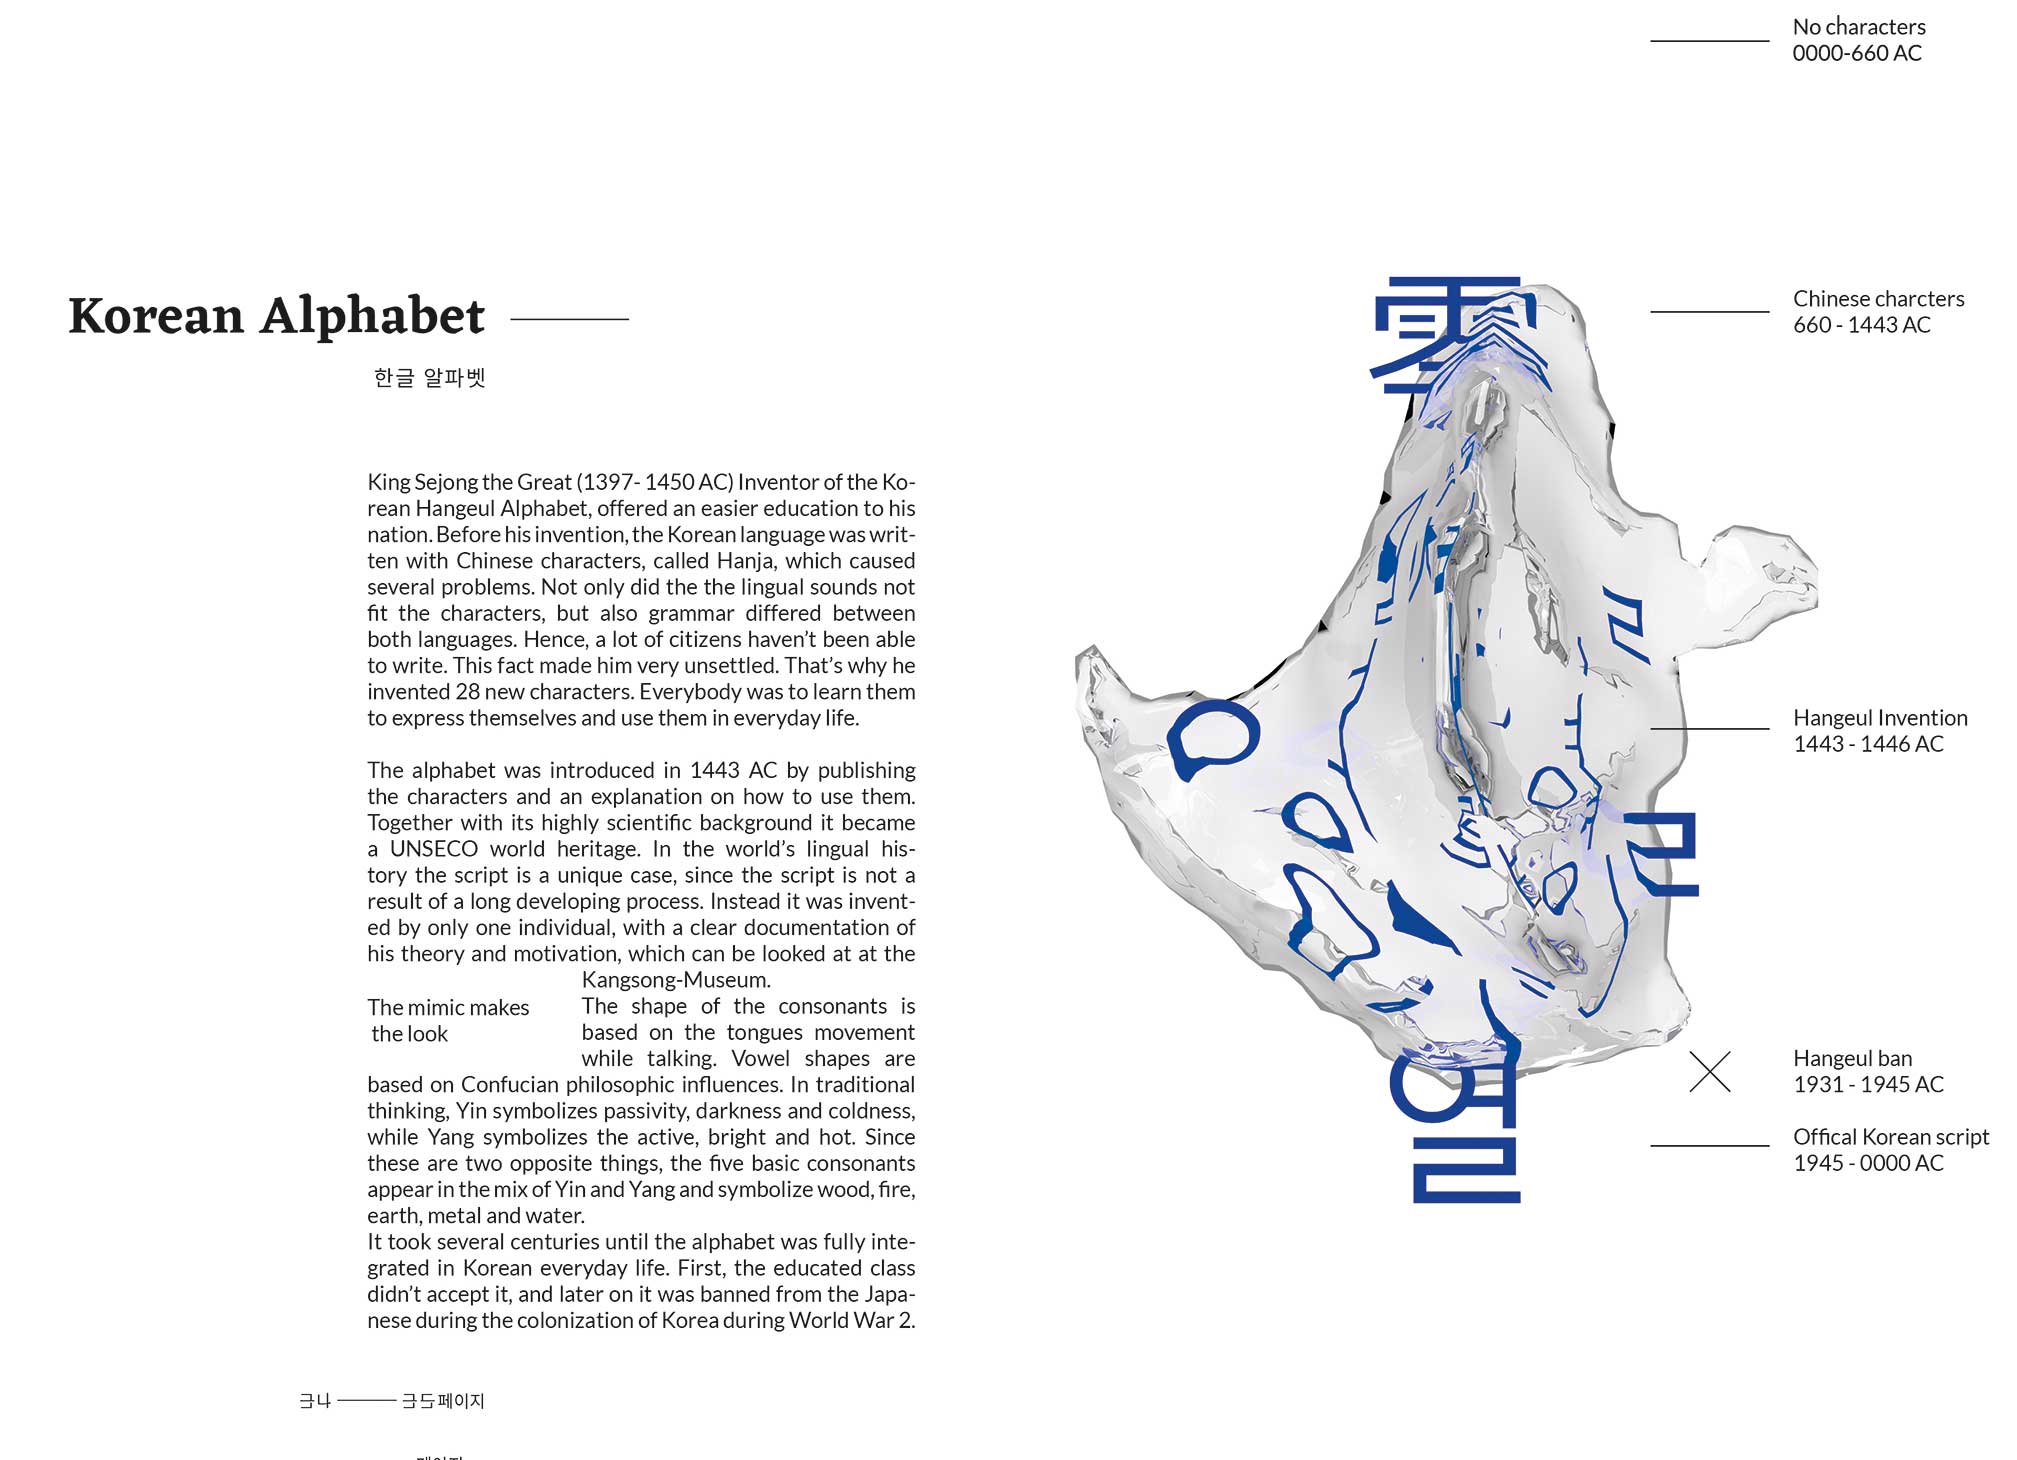 Korean Alphabet
한글 알파벳
King Sejong the Great (1397- 1450 AC) Inventor of the Ko-
rean Hangeul Alphabet, offered an easier education to his
nation. Before his invention, the Korean language was writ-
ten with Chinese characters, called Hanja, which caused
several problems. Not only did the the lingual sounds not
fit the characters, but also grammar differed between
both languages. Hence, a lot of citizens haven't been able
to write. This fact made him very unsettled. That's why he
invented 28 new characters. Everybody was to learn them
to express themselves and use them in everyday life.
The alphabet was introduced in 1443 AC by publishing
the characters and an explanation on how to use them.
Together with its highly scientific background it became
a UNSECO world heritage. In the world's lingual his-
tory the script is a unique case, since the script is not a
result of a long developing process. Instead it was invent-
ed by only one individual, with a clear documentation of
his theory and motivation, which can be looked at at the
Kangsong-Museum.
The mimic makes
the look
The shape of the consonants is
based on the tongues movement
while talking. Vowel shapes are
based on Confucian philosophic influences. In traditional
thinking, Yin symbolizes passivity, darkness and coldness,
while Yang symbolizes the active, bright and hot. Since
these are two opposite things, the five basic consonants
appear in the mix of Yin and Yang and symbolize wood, fire,
earth, metal and water.
It took several centuries until the alphabet was fully inte-
grated in Korean everyday life. First, the educated class
didn't accept it, and later on it was banned from the Japa-
nese during the colonization of Korea during World War 2.
페이지
No characters
0000-660 AC
Chinese charcters
660 - 1443 AC
Hangeul Invention
1443 - 1446 AC
Hangeul ban
1931 - 1945 AC
Offical Korean script
1945 - 0000 AC